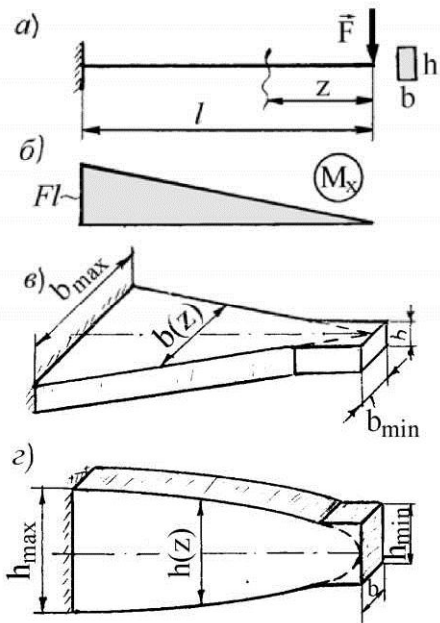 а)
F
h
b
z
l
б)
Fl~
Mx
в)
bmax
b(z)
h
bmin
г)
hmax
h(z)
hmin
b